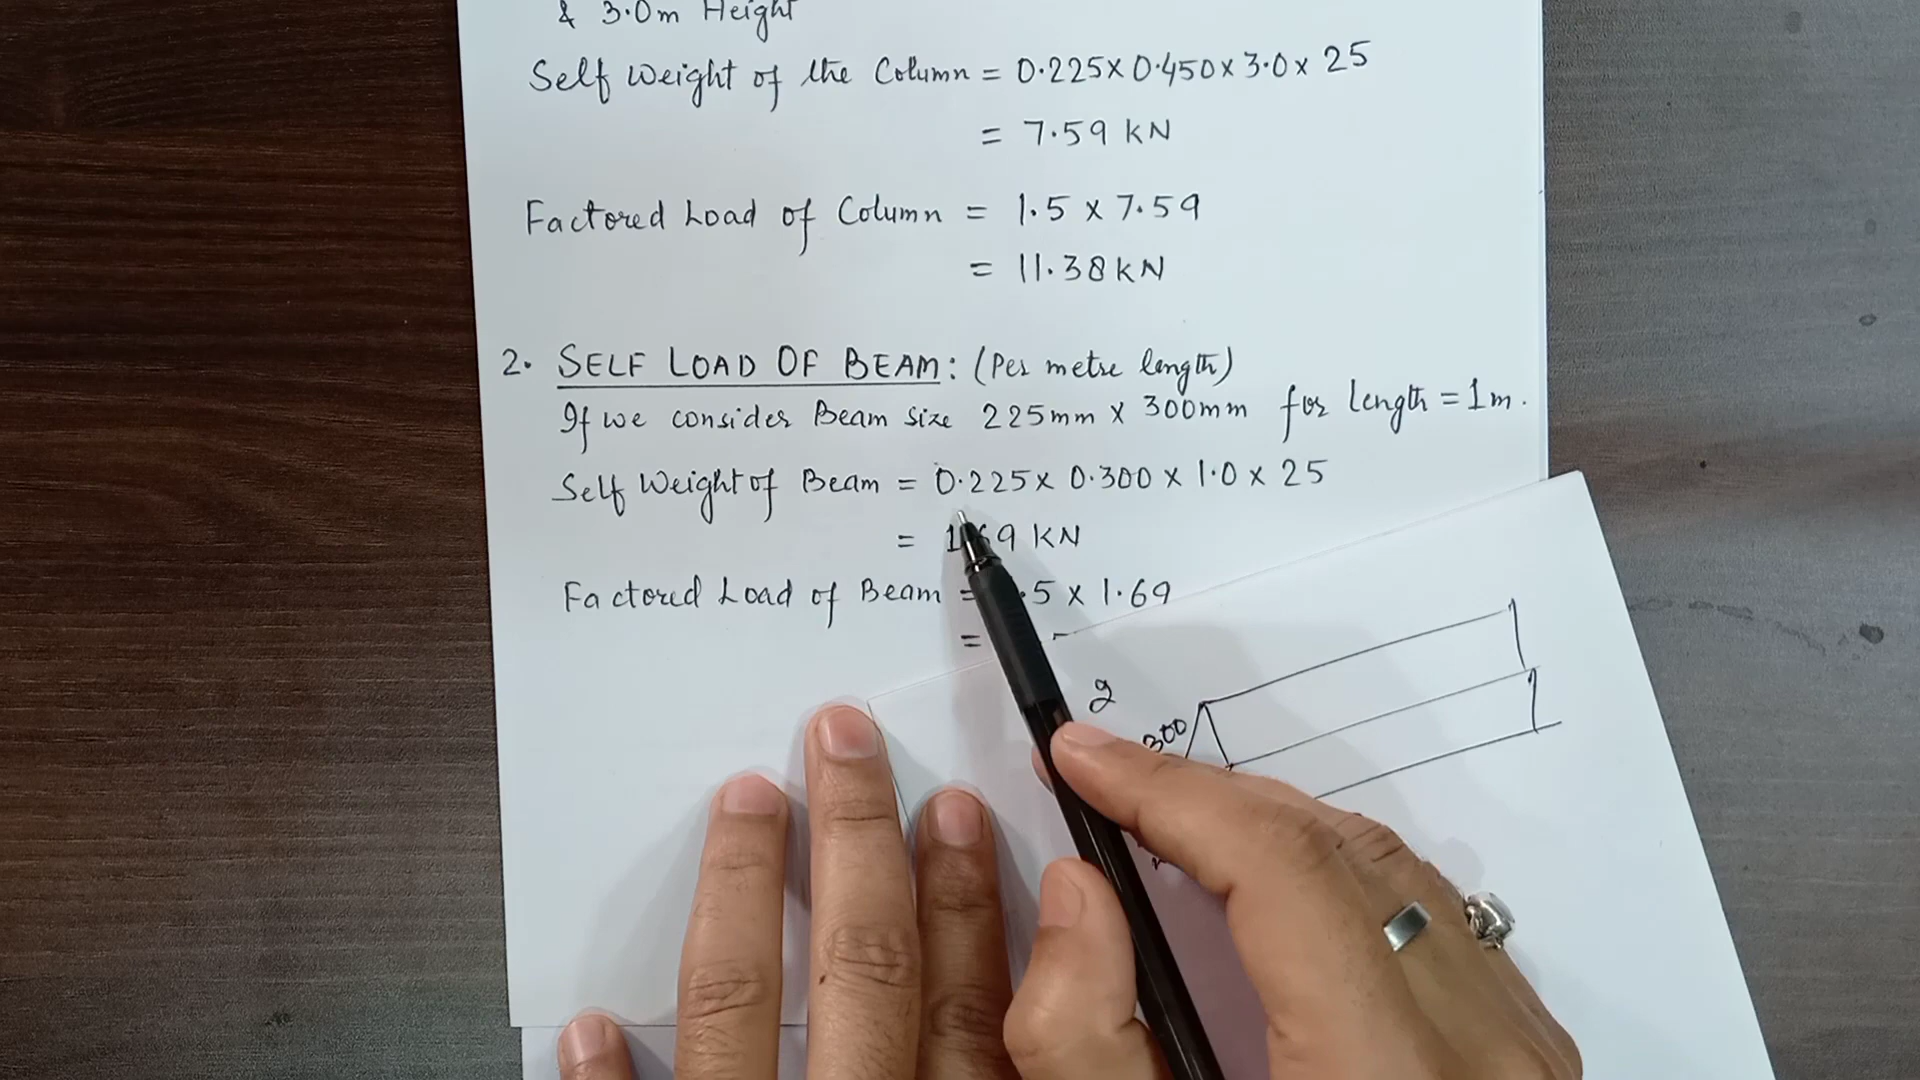 & 3.0m Height
Self Weight of the Column = 0.225 x 0.450 x 3.0 x 25
= 7.59 kN
Factored Load of Column = 1.5 x 7.59
= 11.38 kN
2. SELF LOAD OF BEAM: (Per metre length)
If we consider Beam Size 225mm x 300mm for length = 1m.
Self Weight of Beam = 0.225 x 0.300 x 1.0 x 25
= 1.69 KN
Factored Load of Beam = .5 x 1.69
=
300